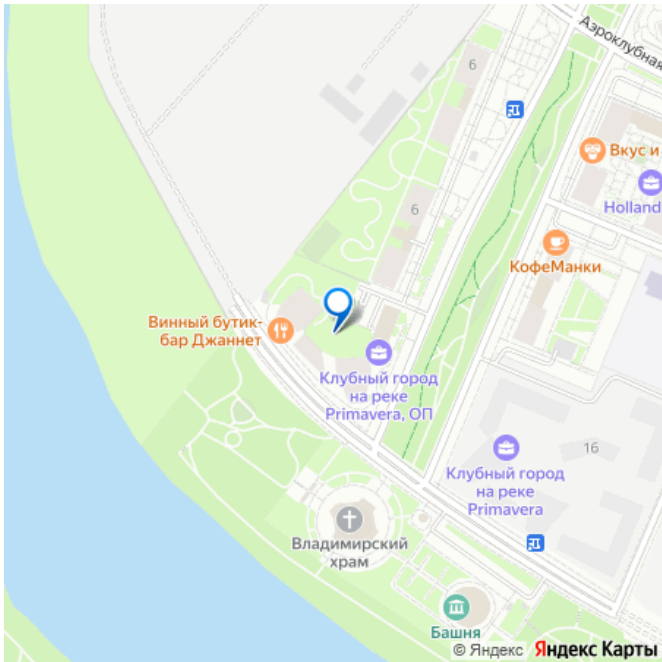 Аэроклубная
6
Вкус и
Holland
6
КофеМанки
Винный бутик-
бар Джаннет
Клубный город
на реке
Primavera, ОП
16
Клубный город
на реке
Primavera
Владимирский
храм
Башня
© Яндекс Яндекс Карты